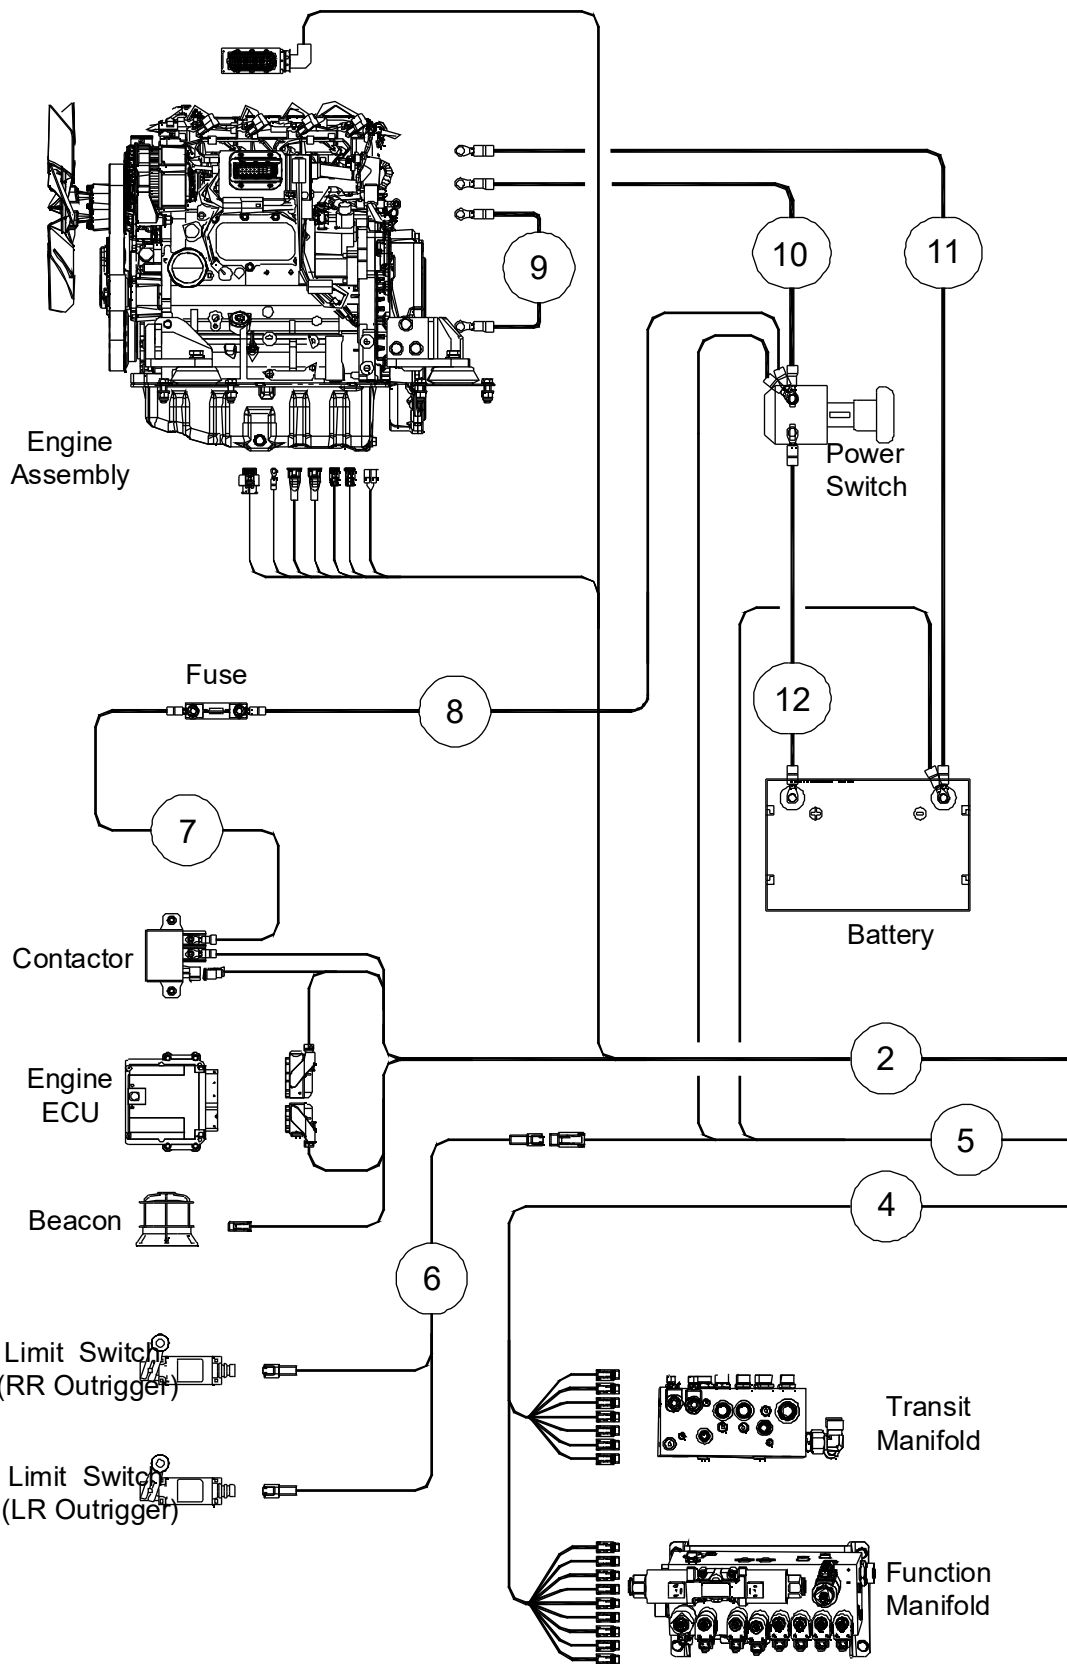 10
11
9
Engine
Assembly
Power
Switch
Fuse
8
12
7
Battery
Contactor
2
Engine
ECU
5
4
Beacon
6
Limit Switch
(RR Outrigger)
Transit
Manifold
Limit Switch
(LR Outrigger)
Function
Manifold